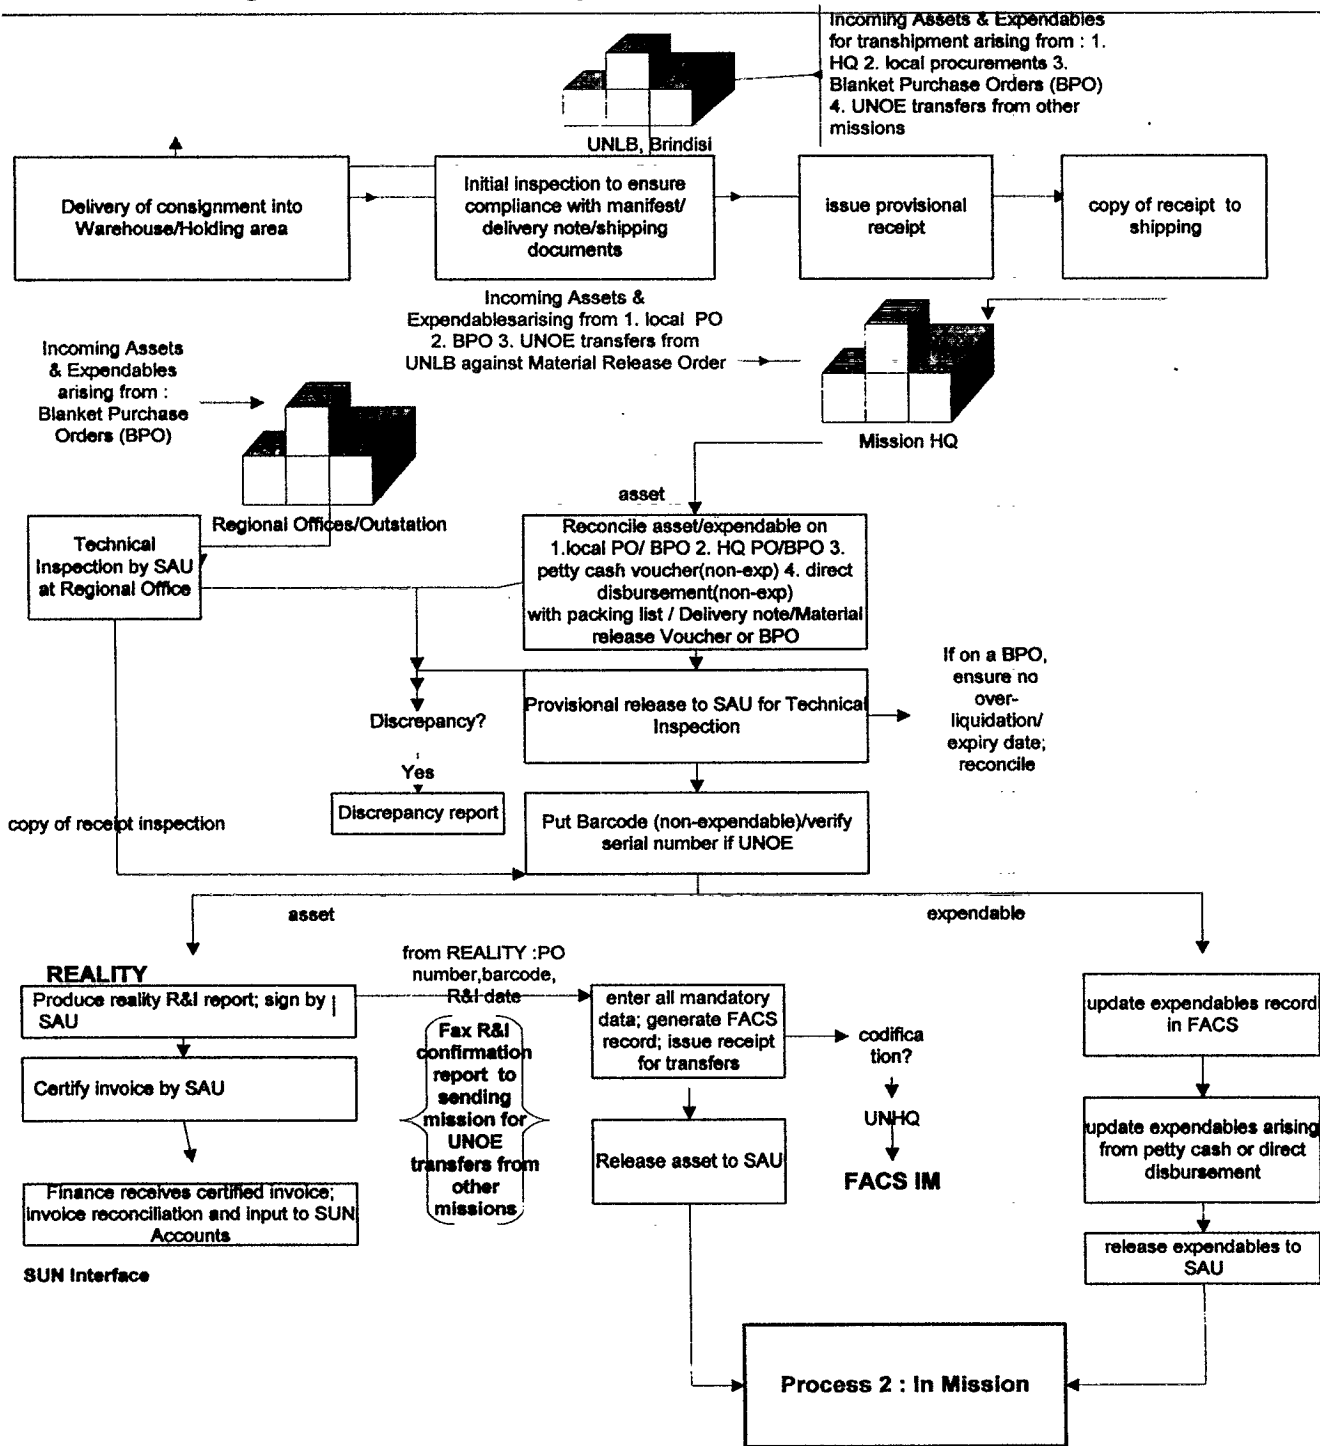 Incoming Assets & Expendables
for transhipment arising from : 1.
HQ 2. local procurements 3.
Blanket Purchase Orders (BPO)
4. UNOE transfers from other
missions
UNLB, Brindisi
Delivery of consignment into
Warehouse/Holding area
Initial inspection to ensure
compliance with manifest/
delivery note/shipping
documents
issue provisional
receipt
copy of receipt to
shipping
Incoming Assets &
Expendablesarising from 1. local PO
2. BPO 3. UNOE transfers from
UNLB against Material Release Order
Mission HQ
Incoming Assets
& Expendables
arising from :
Blanket Purchase
Orders (BPO)
Regional Offices/Outstation
asset
Technical
Inspection by SAU
at Regional Office
Reconcile asset/expendable on
1.local PO/ BPO 2. HQ PO/BPO 3.
petty cash voucher(non-exp) 4. direct
disbursement(non-exp)
with packing list / Delivery note/Material
release Voucher or BPO
Discrepancy?
Yes
Discrepancy report
Provisional release to SAU for Technical
Inspection
If on a BPO,
ensure no
over-
liquidation/
expiry date;
reconcile
copy of receipt inspection
Put Barcode (non-expendable)/verify
serial number if UNOE
asset
expendable
REALITY
Produce reality R&I report; sign by
SAU
Certify invoice by SAU
Finance receives certified invoice;
invoice reconciliation and input to SUN
Accounts
SUN Interface
from REALITY :PO
number,barcode,
R&I date
Fax R&I
confirmation
report to
sending
mission for
UNOE
transfers from
other
missions
enter all mandatory
data; generate FACS
record; issue receipt
for transfers
Release asset to SAU
codifica
tion?
UNHQ
FACS IM
update expendables record
in FACS
update expendables arising
from petty cash or direct
disbursement
release expendables to
SAU
Process 2 : In Mission